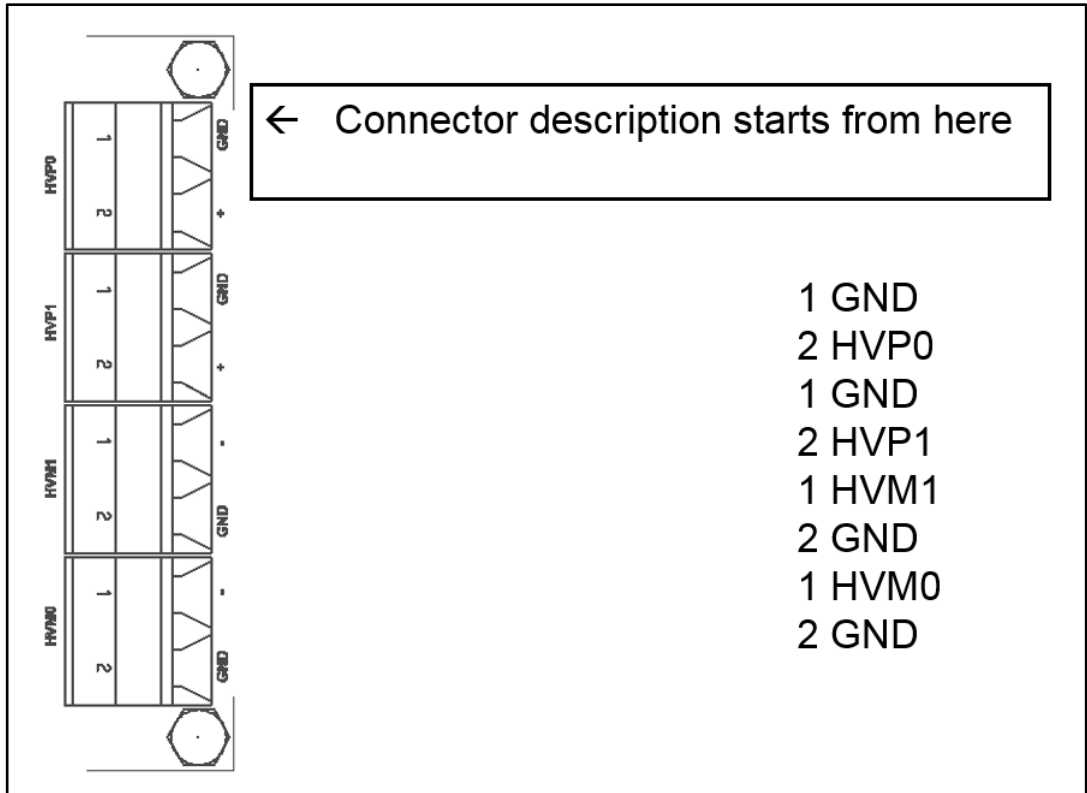 ← Connector description starts from here
HVP0
1
GND
2
+
HVP1
1
GND
2
+
HVM1
1
-
2
GND
HVM0
1
-
2
GND
1 GND
2 HVP0
1 GND
2 HVP1
1 HVM1
2 GND
1 HVM0
2 GND